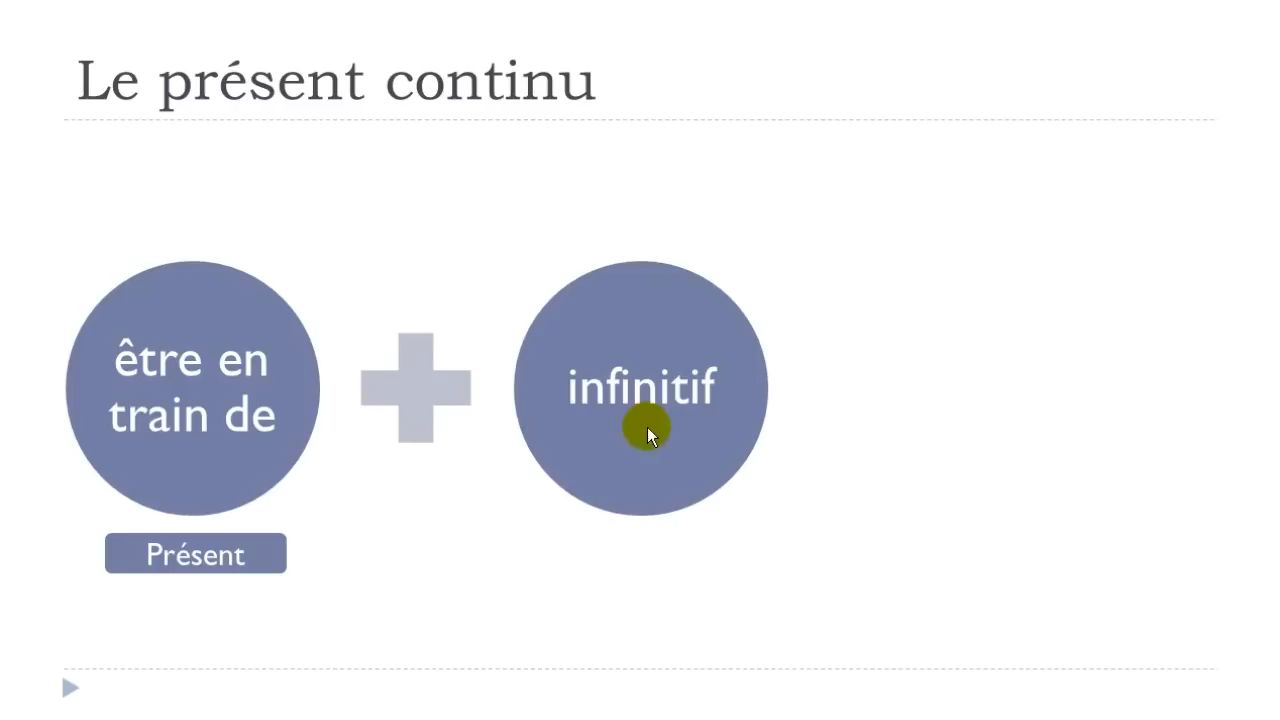 Le présent continu
être en
train de
infinitif
Présent